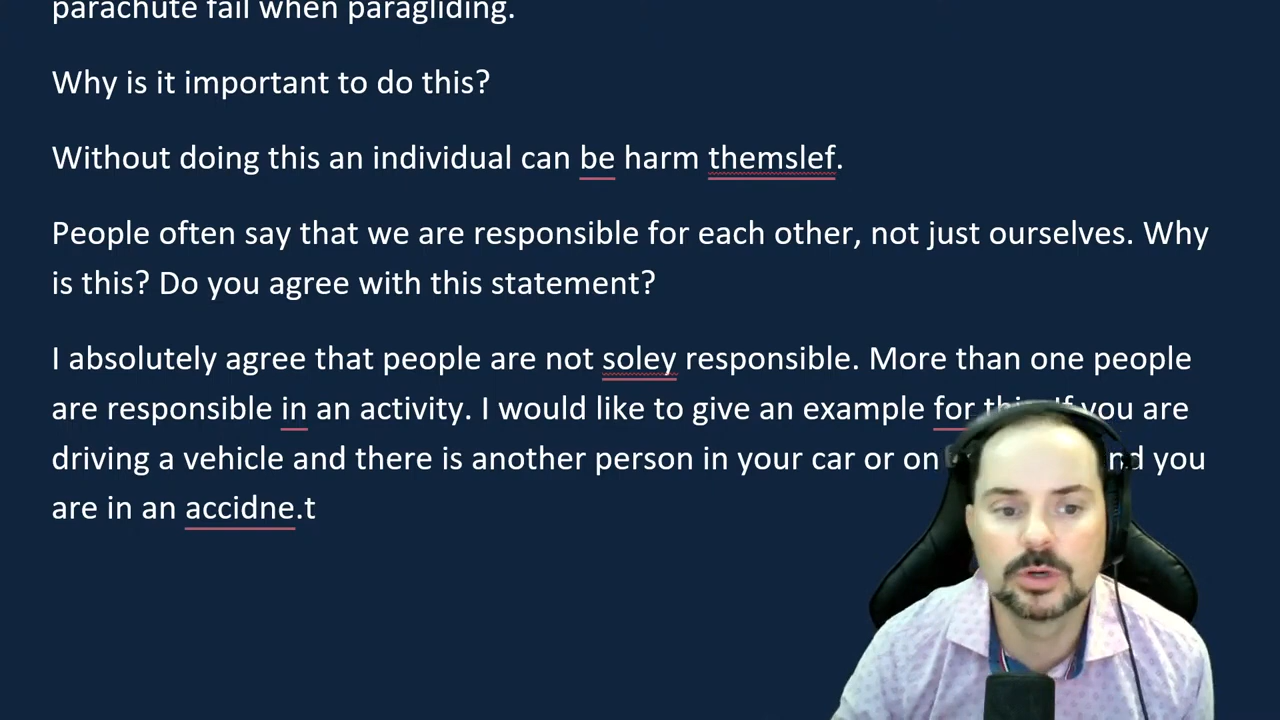 parachute fail when paragliding.
Why is it important to do this?
Without doing this an individual can be harm themslef.
People often say that we are responsible for each other, not just ourselves. Why
is this? Do you agree with this statement?
I absolutely agree that people are not soley responsible. More than one people
are responsible in an activity. I would like to give an example for you are
driving a vehicle and there is another person in your car or on you
are in an accidne.t